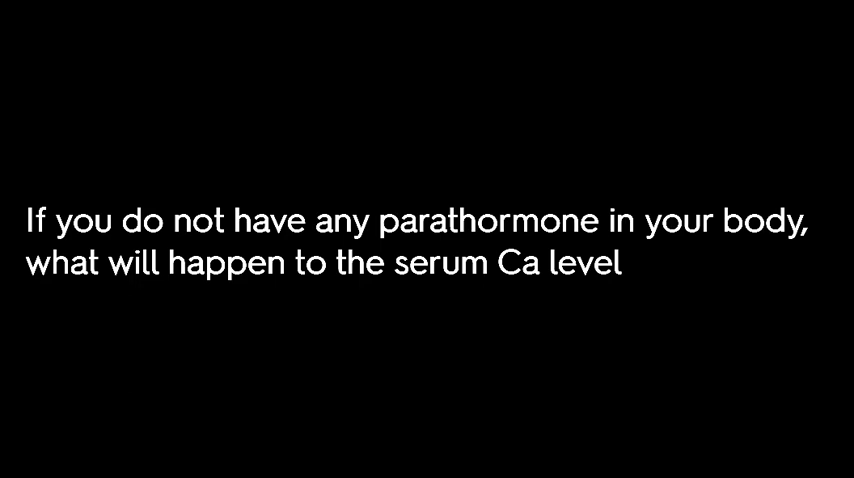 If you do not have any parathormone in your body,
what will happen to the serum Ca level